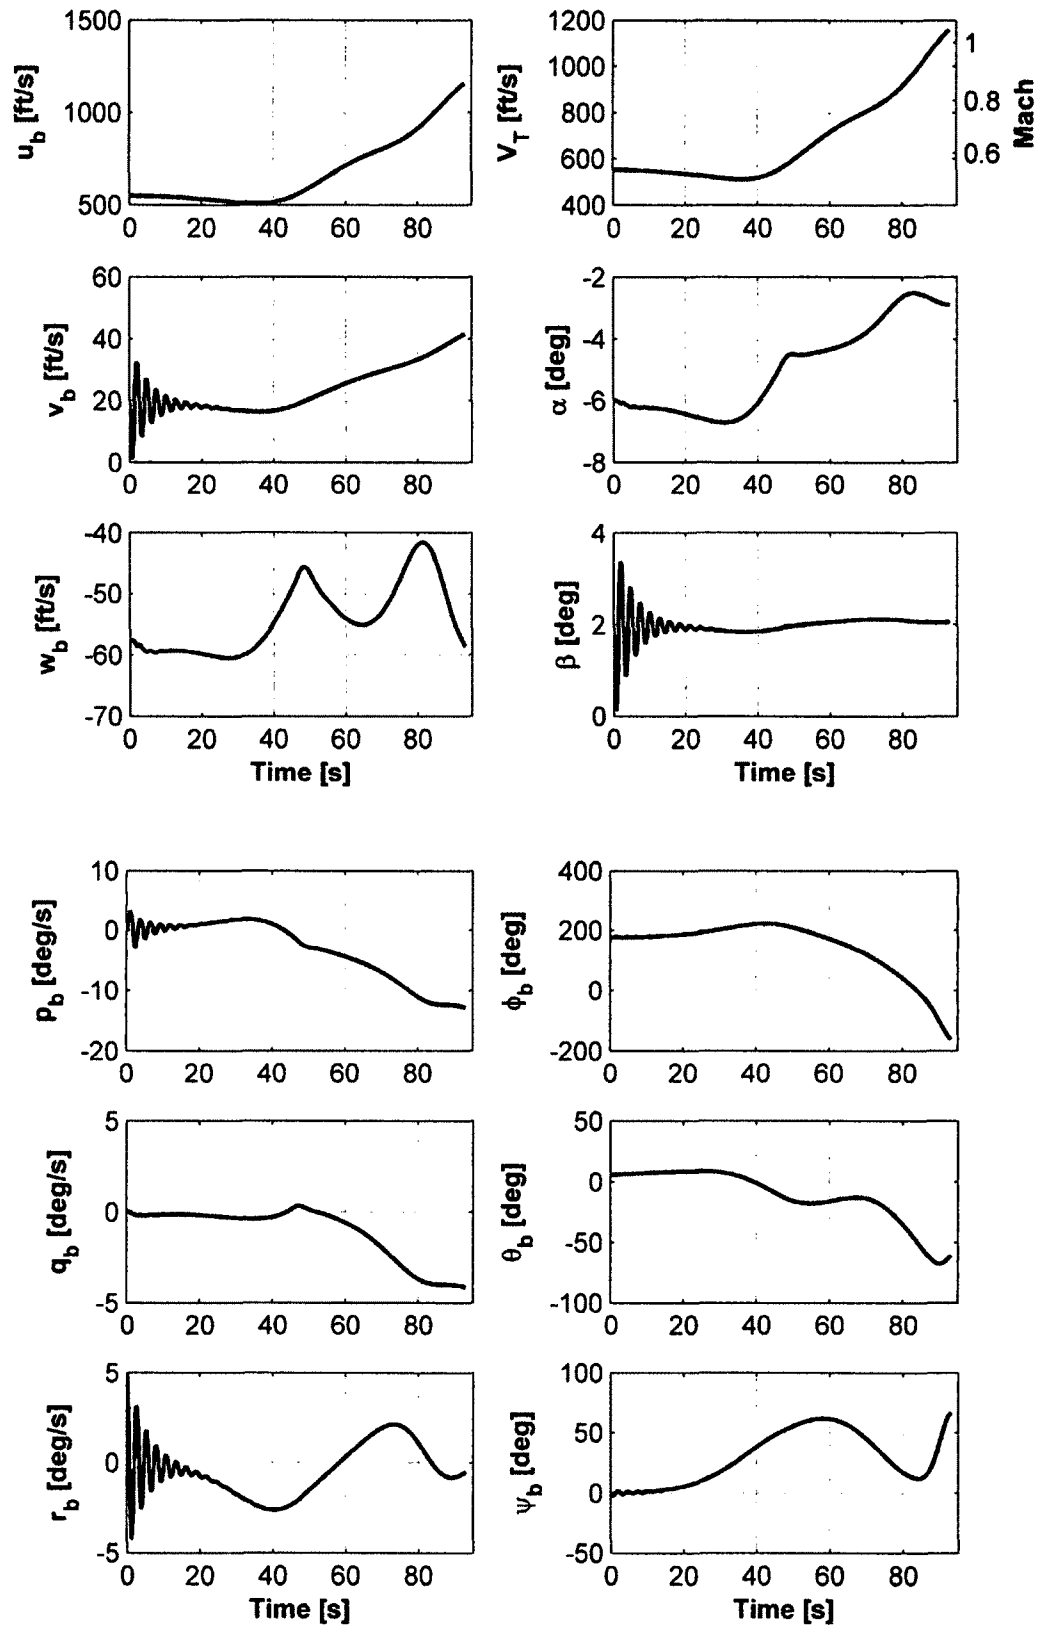 u_b [ft/s]
1500
1000
500
0 20 40 60 80
V_T [ft/s]
1200
1000
800
600
400
0 20 40 60 80
1
0.8
0.6
Mach
v_b [ft/s]
60
40
20
0
0 20 40 60 80
α [deg]
-2
-4
-6
-8
0 20 40 60 80
w_b [ft/s]
-40
-50
-60
-70
0 20 40 60 80
Time [s]
β [deg]
4
2
0
0 20 40 60 80
Time [s]
p_b [deg/s]
10
0
-10
-20
0 20 40 60 80
ϕ_b [deg]
400
200
0
-200
0 20 40 60 80
q_b [deg/s]
5
0
-5
0 20 40 60 80
θ_b [deg]
50
0
-50
-100
0 20 40 60 80
r_b [deg/s]
5
0
-5
0 20 40 60 80
Time [s]
ψ_b [deg]
100
50
0
-50
0 20 40 60 80
Time [s]